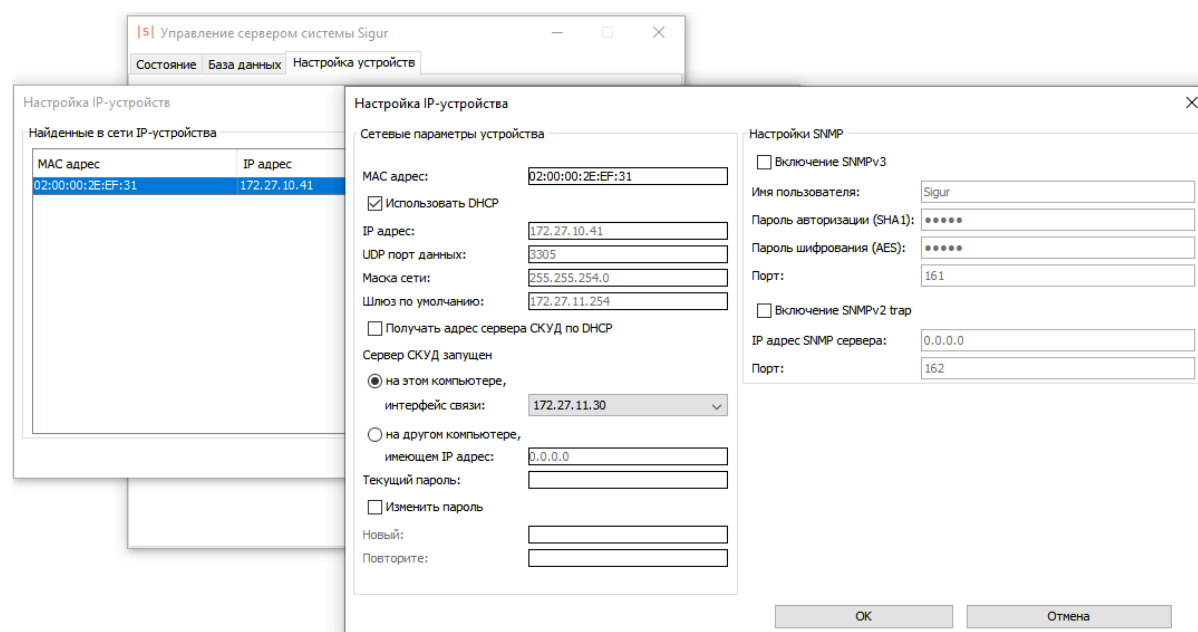 |S| Управление сервером системы Sigur
Состояние База данных Настройка устройств
Настройка IP-устройств
Найденные в сети IP-устройства
MAC адрес IP адрес
02:00:00:2E:EF:31 172.27.10.41
Настройка IP-устройства
Сетевые параметры устройства
MAC адрес: 02:00:00:2E:EF:31
Использовать DHCP
IP адрес: 172.27.10.41
UDP порт данных: 3305
Маска сети: 255.255.254.0
Шлюз по умолчанию: 172.27.11.254
Получать адрес сервера СКУД по DHCP
Сервер СКУД запущен
на этом компьютере,
интерфейс связи: 172.27.11.30
на другом компьютере,
имеющем IP адрес: 0.0.0.0
Текущий пароль:
Изменить пароль
Новый:
Повторите:
Настройки SNMP
Включение SNMPv3
Имя пользователя: Sigur
Пароль авторизации (SHA1): •••••
Пароль шифрования (AES): •••••
Порт: 161
Включение SNMPv2 trap
IP адрес SNMP сервера: 0.0.0.0
Порт: 162
OK Отмена